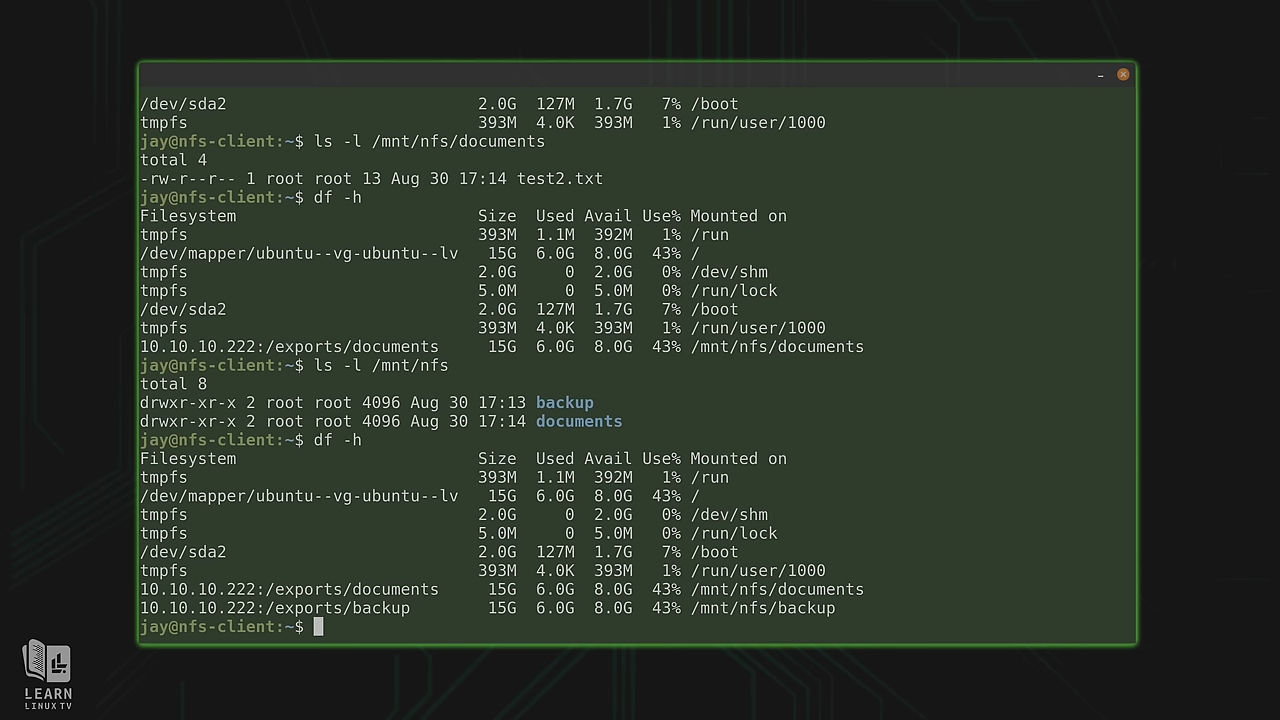 /dev/sda2                           2.0G  127M  1.7G   7% /boot
tmpfs                               393M  4.0K  393M   1% /run/user/1000
jay@nfs-client:~$ ls -l /mnt/nfs/documents
total 4
-rw-r--r-- 1 root root 13 Aug 30 17:14 test2.txt
jay@nfs-client:~$ df -h
Filesystem                         Size  Used Avail Use% Mounted on
tmpfs                              393M  1.1M  392M   1% /run
/dev/mapper/ubuntu--vg-ubuntu--lv   15G  6.0G  8.0G  43% /
tmpfs                              2.0G     0  2.0G   0% /dev/shm
tmpfs                              5.0M     0  5.0M   0% /run/lock
/dev/sda2                          2.0G  127M  1.7G   7% /boot
tmpfs                              393M  4.0K  393M   1% /run/user/1000
10.10.10.222:/exports/documents     15G  6.0G  8.0G  43% /mnt/nfs/documents
jay@nfs-client:~$ ls -l /mnt/nfs
total 8
drwxr-xr-x 2 root root 4096 Aug 30 17:13 backup
drwxr-xr-x 2 root root 4096 Aug 30 17:14 documents
jay@nfs-client:~$ df -h
Filesystem                         Size  Used Avail Use% Mounted on
tmpfs                              393M  1.1M  392M   1% /run
/dev/mapper/ubuntu--vg-ubuntu--lv   15G  6.0G  8.0G  43% /
tmpfs                              2.0G     0  2.0G   0% /dev/shm
tmpfs                              5.0M     0  5.0M   0% /run/lock
/dev/sda2                          2.0G  127M  1.7G   7% /boot
tmpfs                              393M  4.0K  393M   1% /run/user/1000
10.10.10.222:/exports/documents     15G  6.0G  8.0G  43% /mnt/nfs/documents
10.10.10.222:/exports/backup        15G  6.0G  8.0G  43% /mnt/nfs/backup
jay@nfs-client:~$
LEARN
LINUX TV